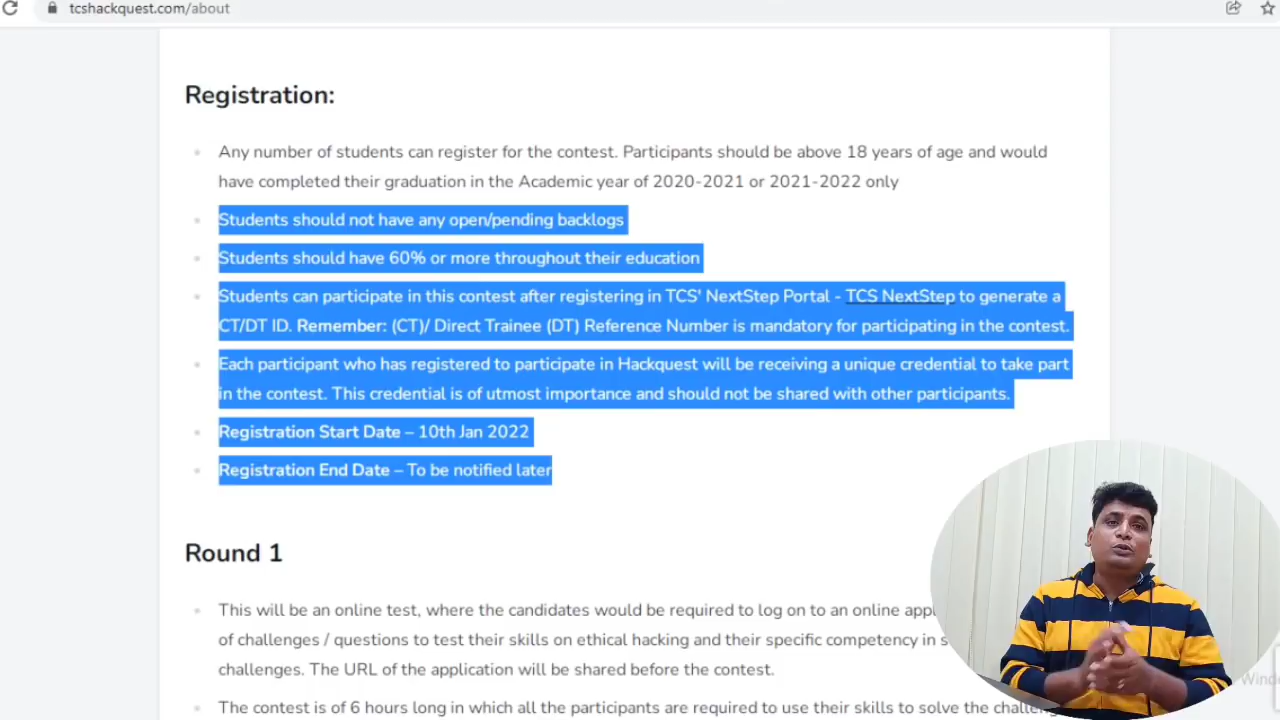 tcshackquest.com/about
Registration:
Any number of students can register for the contest. Participants should be above 18 years of age and would
have completed their graduation in the Academic year of 2020-2021 or 2021-2022 only
Students should not have any open/pending backlogs
Students should have 60% or more throughout their education
Students can participate in this contest after registering in TCS' NextStep Portal - TCS NextStep to generate a
CT/DT ID. Remember: (CT)/ Direct Trainee (DT) Reference Number is mandatory for participating in the contest.
Each participant who has registered to participate in Hackquest will be receiving a unique credential to take part
in the contest. This credential is of utmost importance and should not be shared with other participants.
Registration Start Date – 10th Jan 2022
Registration End Date – To be notified later
Round 1
This will be an online test, where the candidates would be required to log on to an online
of challenges / questions to test their skills on ethical hacking and their specific competency in
challenges. The URL of the application will be shared before the contest.
The contest is of 6 hours long in which all the participants are required to use their skills to solve the